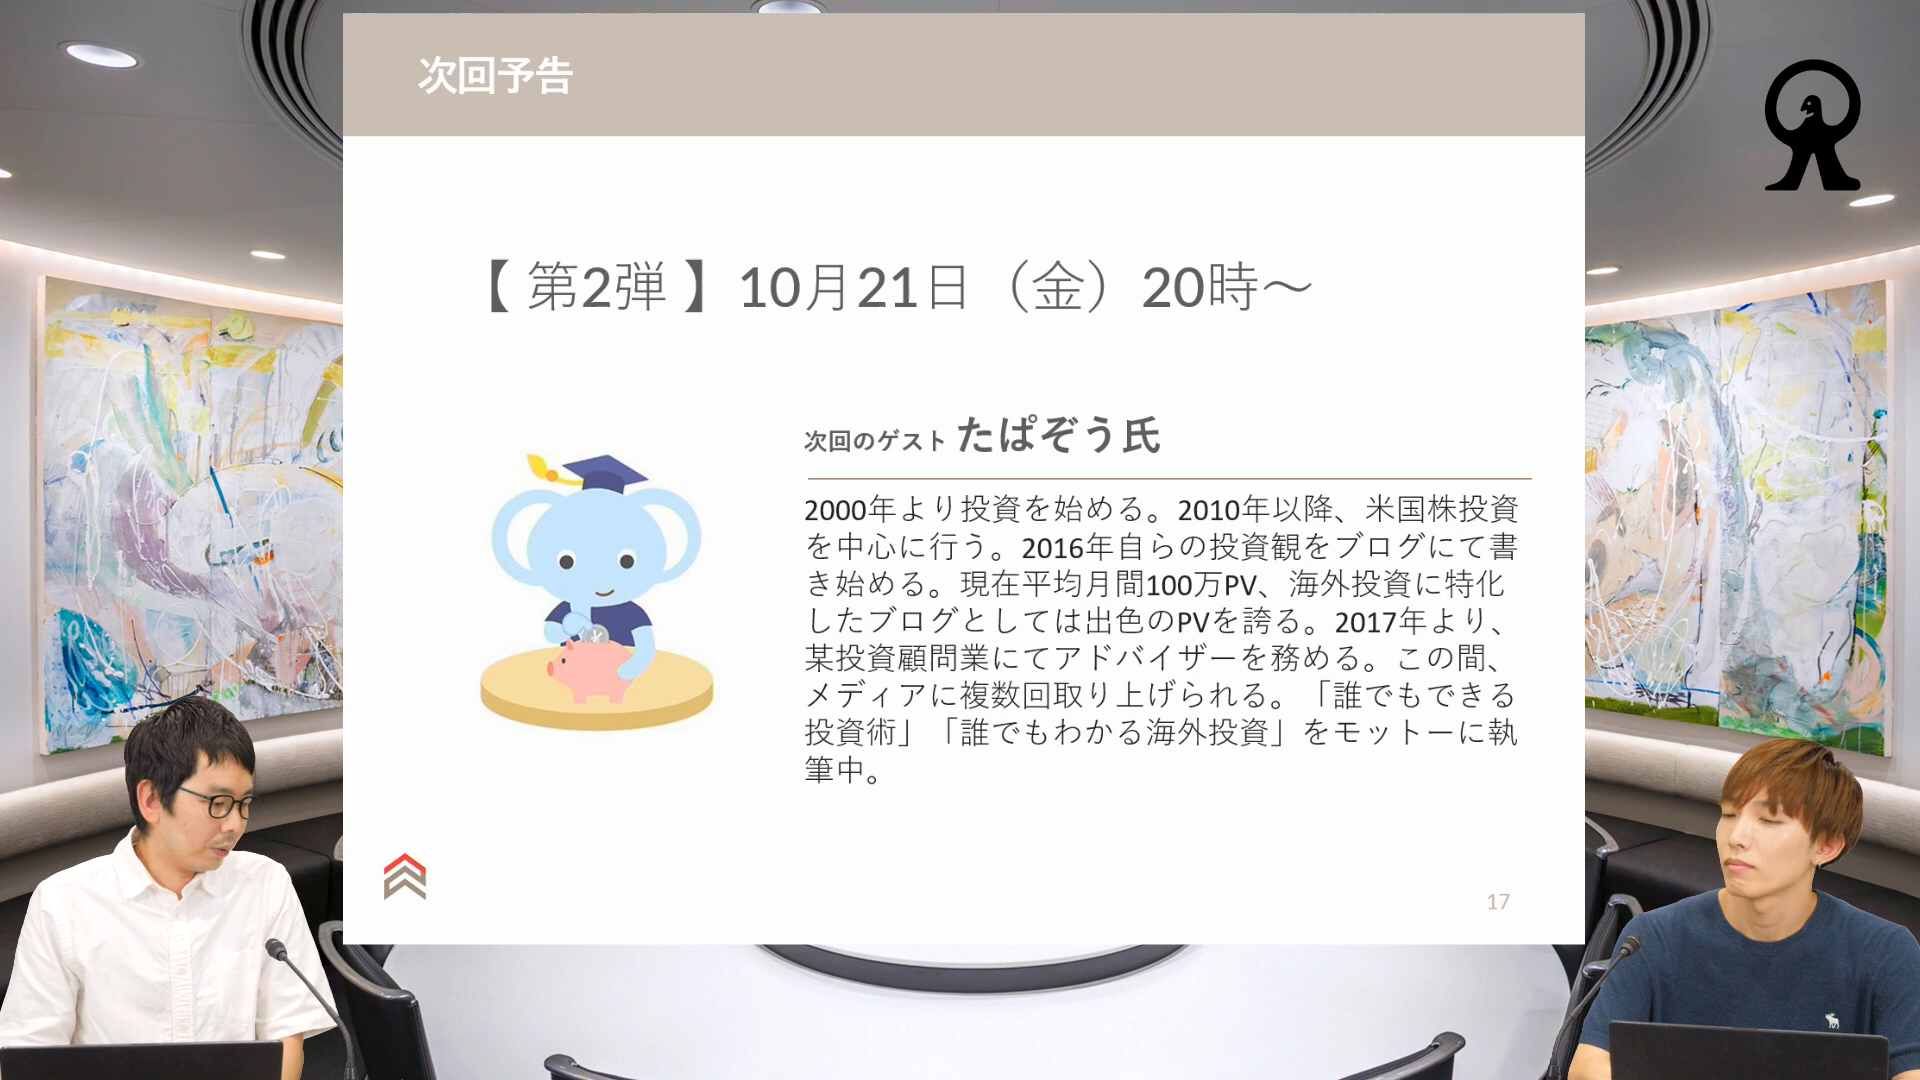 次回予告
【 第2弾 】10月21日（金）20時～
次回のゲスト たぱぞう氏
2000年より投資を始める。2010年以降、米国株投資
を中心に行う。2016年自らの投資観をブログにて書
き始める。現在平均月間100万PV、海外投資に特化
したブログとしては出色のPVを誇る。2017年より、
某投資顧問業にてアドバイザーを務める。この間、
メディアに複数回取り上げられる。「誰でもできる
投資術」「誰でもわかる海外投資」をモットーに執
筆中。
¥
17